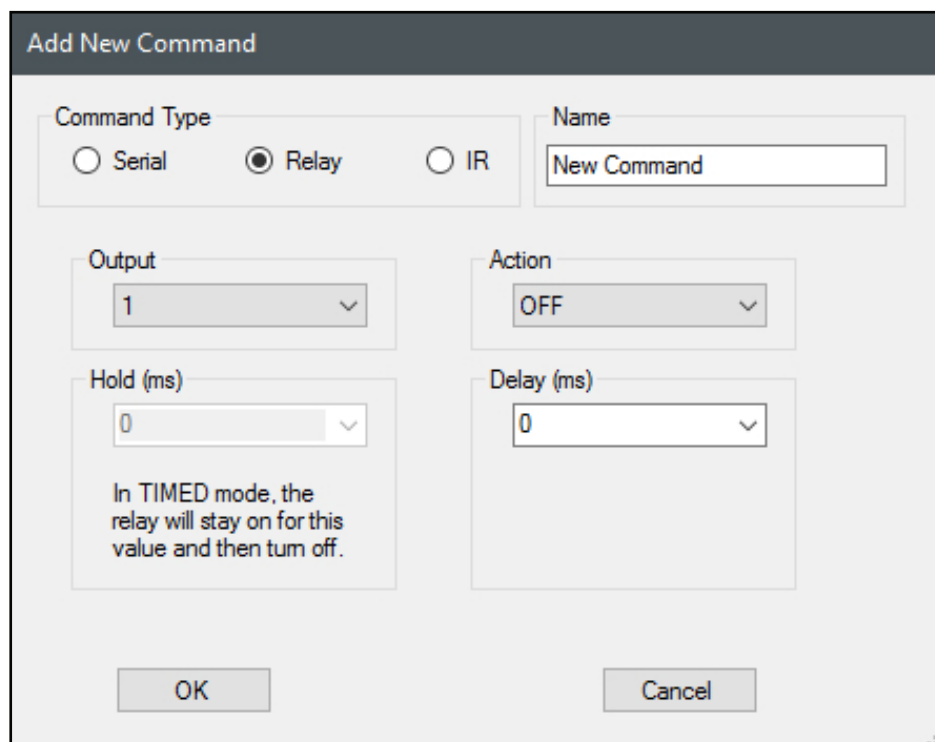 Add New Command
Command Type
Serial
Relay
IR
Name
New Command
Output
1
Action
OFF
Hold (ms)
0
In TIMED mode, the
relay will stay on for this
value and then turn off.
Delay (ms)
0
OK
Cancel